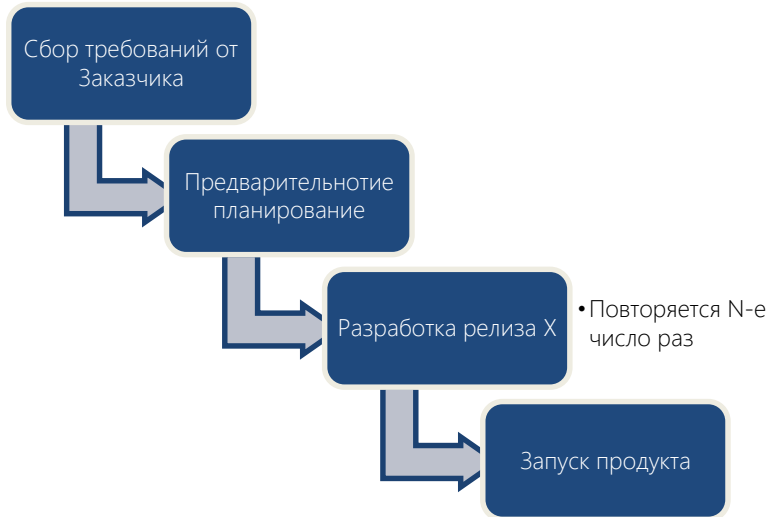 Сбор требований от
Заказчика
Предварительнотие
планирование
Разработка релиза X
•Повторяется N-е
число раз
Запуск продукта